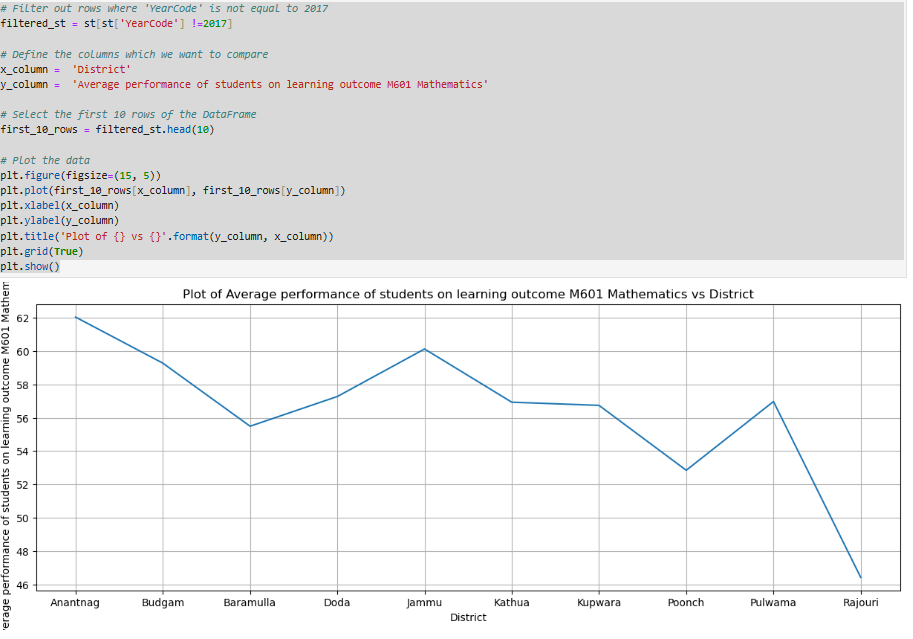 # Filter out rows where 'YearCode' is not equal to 2017
filtered_st = st[st['YearCode'] !=2017]
# Define the columns which we want to compare
x_column =  'District'
y_column =  'Average performance of students on learning outcome M601 Mathematics'
# Select the first 10 rows of the DataFrame
first_10_rows = filtered_st.head(10)
# Plot the data
plt.figure(figsize=(15, 5))
plt.plot(first_10_rows[x_column], first_10_rows[y_column])
plt.xlabel(x_column)
plt.ylabel(y_column)
plt.title('Plot of {} vs {}'.format(y_column, x_column))
plt.grid(True)
plt.show()
Plot of Average performance of students on learning outcome M601 Mathematics vs District
verage performance of students on learning outcome M601 Mathem
62
60
58
56
54
52
50
48
46
Anantnag Budgam Baramulla Doda Jammu Kathua Kupwara Poonch Pulwama Rajouri
District